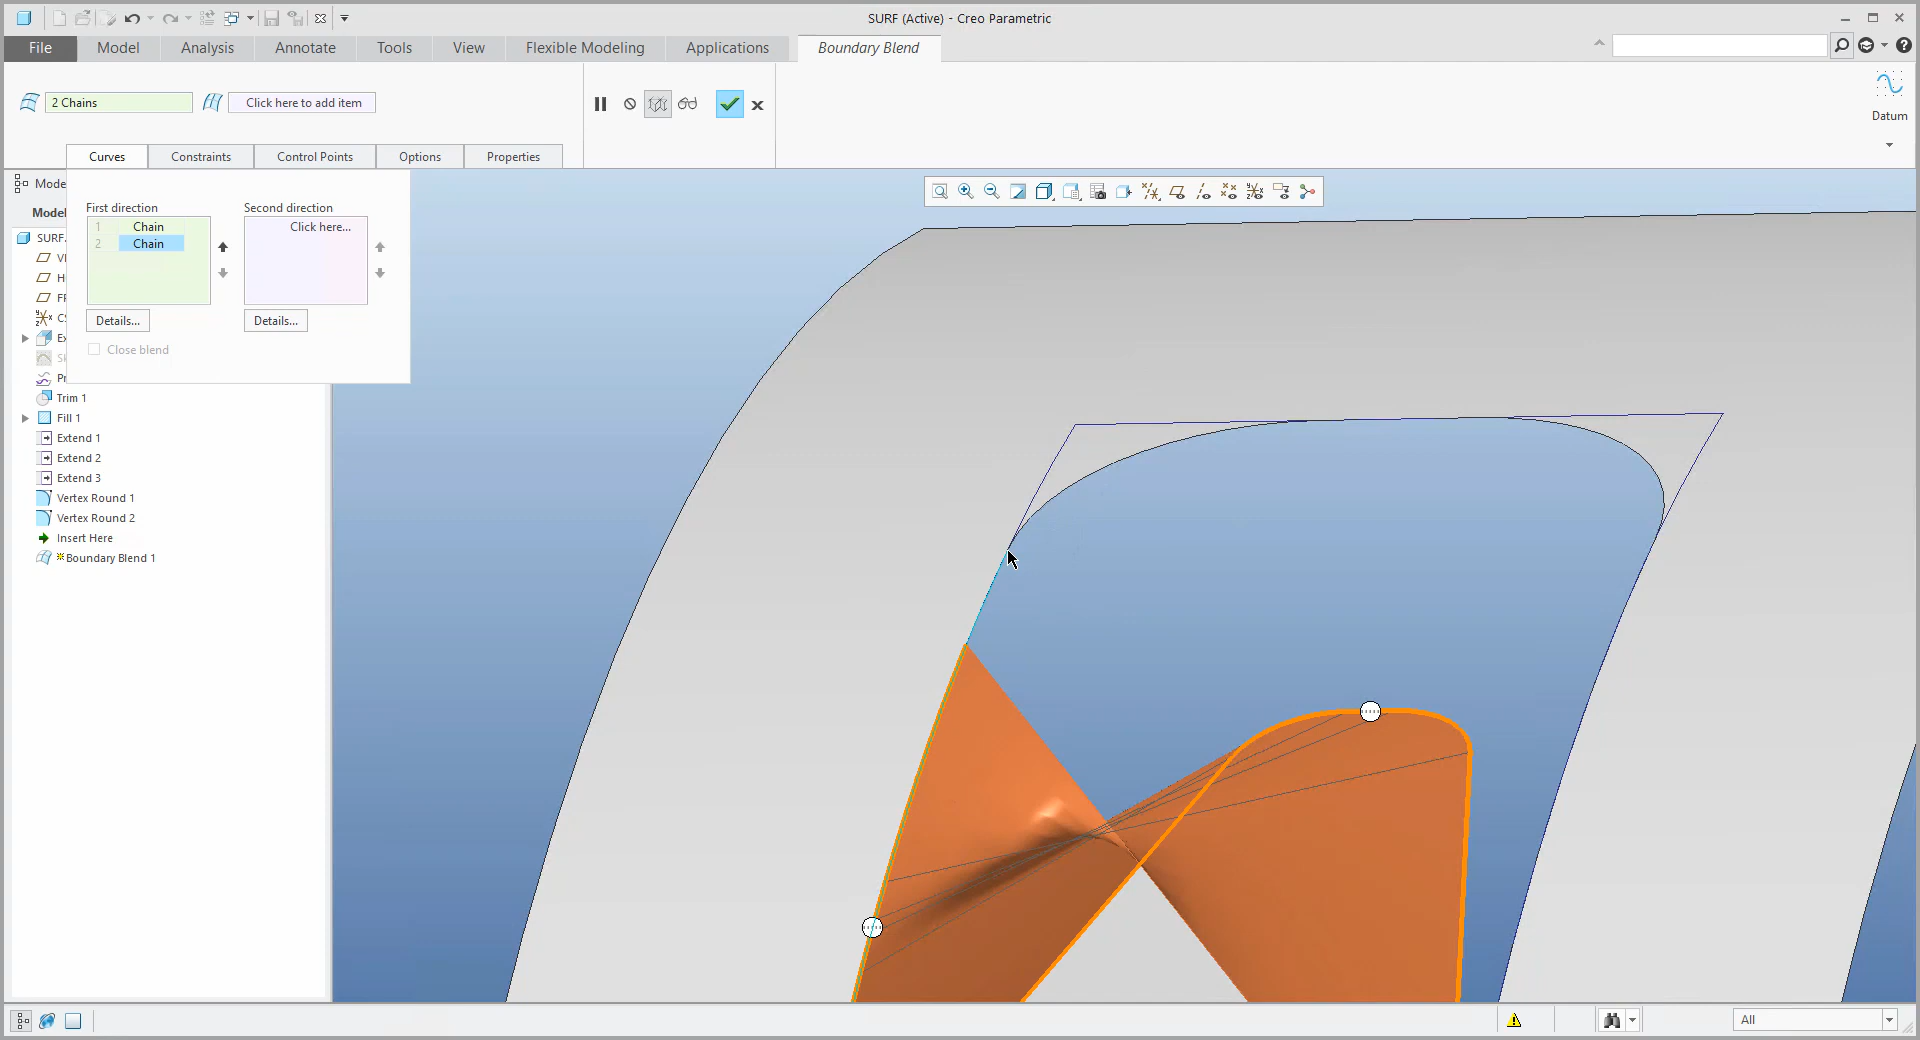 SURF (Active) - Creo Parametric
File Model Analysis Annotate Tools View Flexible Modeling Applications Boundary Blend
2 Chains Click here to add item
Datum
Curves Constraints Control Points Options Properties
First direction Second direction
1 Chain Click here...
2 Chain
Details... Details...
Close blend
Trim 1
Fill 1
Extend 1
Extend 2
Extend 3
Vertex Round 1
Vertex Round 2
Insert Here
Boundary Blend 1
All